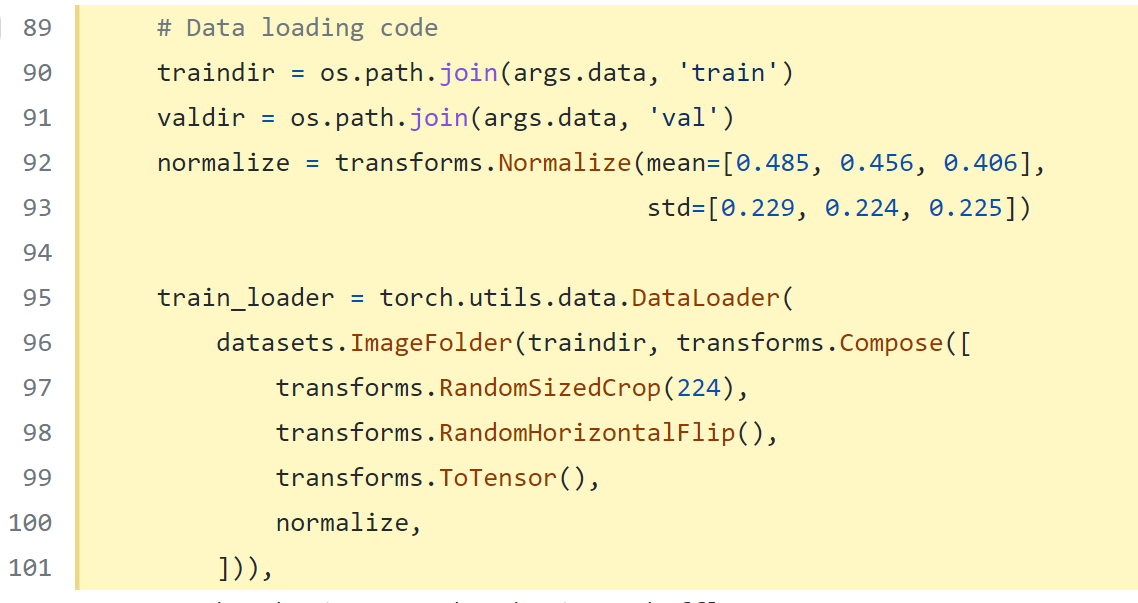 89 # Data loading code
90 traindir = os.path.join(args.data, 'train')
91 valdir = os.path.join(args.data, 'val')
92 normalize = transforms.Normalize(mean=[0.485, 0.456, 0.406],
93 std=[0.229, 0.224, 0.225])
94
95 train_loader = torch.utils.data.DataLoader(
96 datasets.ImageFolder(traindir, transforms.Compose([
97 transforms.RandomSizedCrop(224),
98 transforms.RandomHorizontalFlip(),
99 transforms.ToTensor(),
100 normalize,
101 ])),